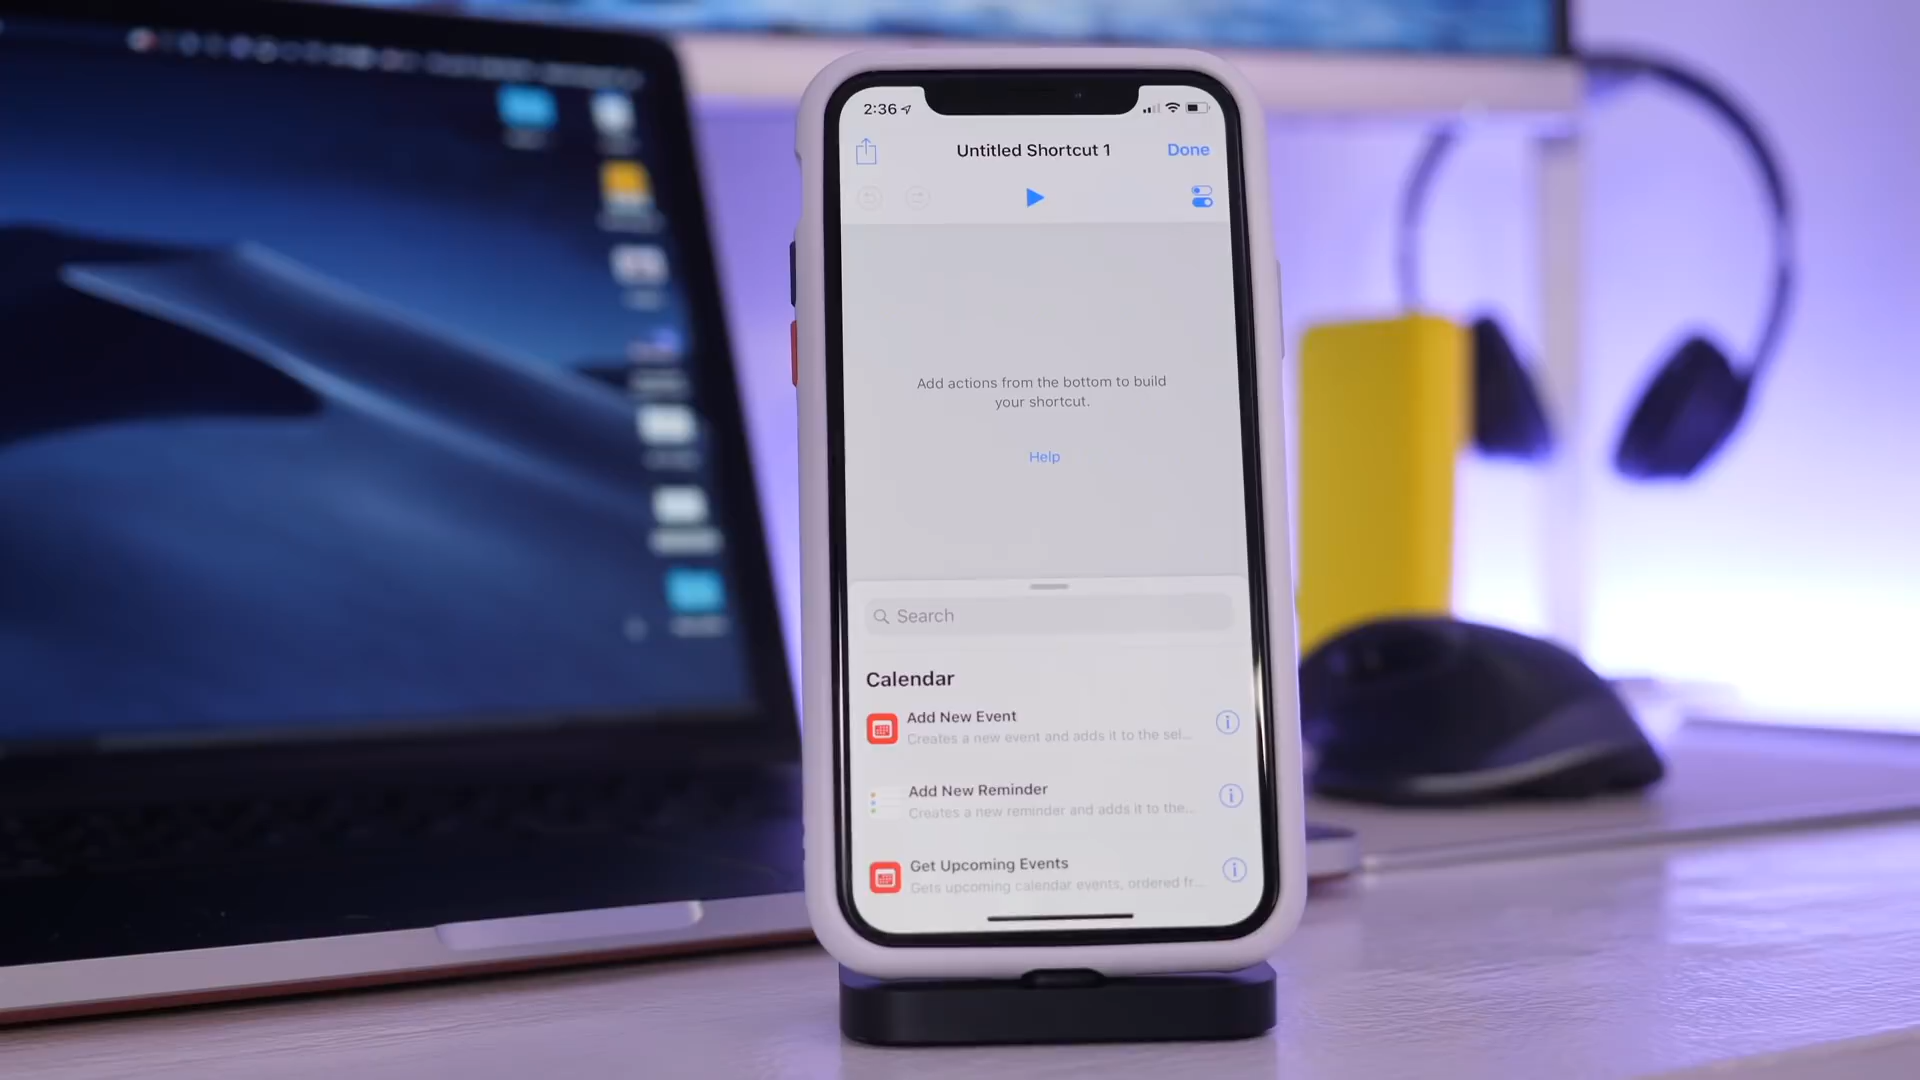 2:36
Untitled Shortcut 1
Done
Add actions from the bottom to build
your shortcut.
Help
Search
Calendar
Add New Event
Creates a new event and adds it to the sel...
Add New Reminder
Creates a new reminder and adds it to the...
Get Upcoming Events
Gets upcoming calendar events, ordered fr...